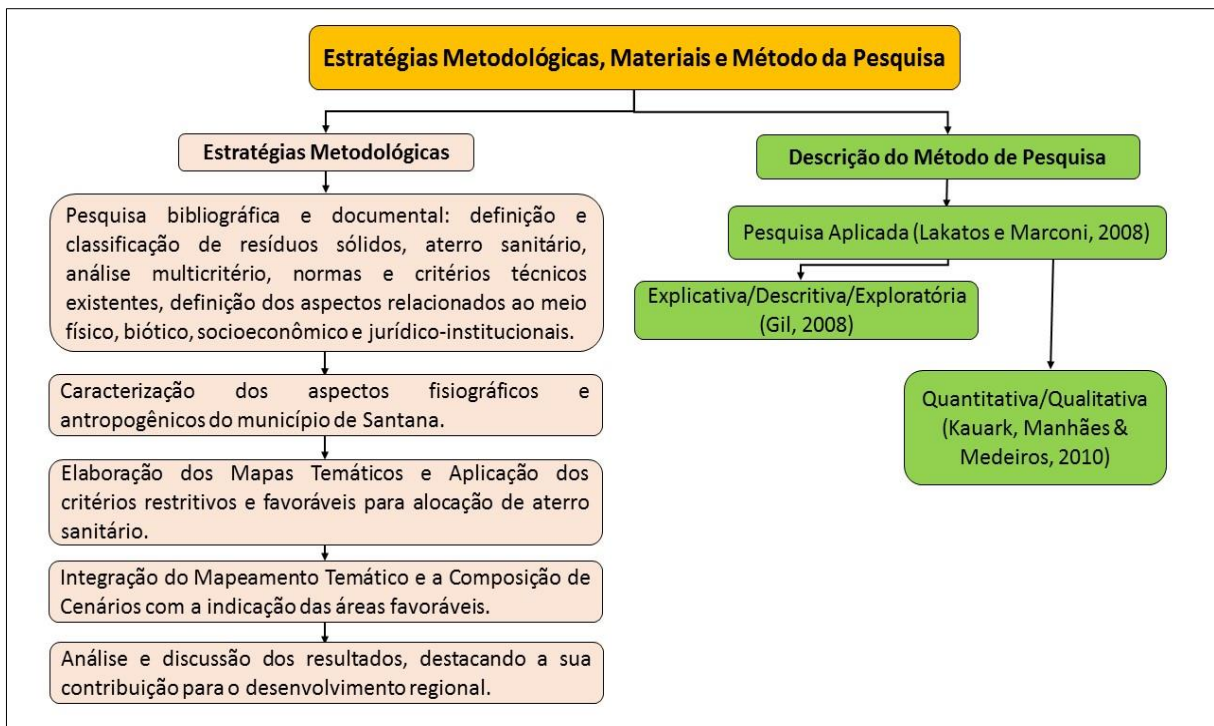 Estratégias Metodológicas, Materiais e Método da Pesquisa
Estratégias Metodológicas
Pesquisa bibliográfica e documental: definição e
classificação de resíduos sólidos, aterro sanitário,
análise multicritério, normas e critérios técnicos
existentes, definição dos aspectos relacionados ao meio
físico, biótico, socioeconômico e jurídico-institucionais.
Caracterização dos aspectos fisiográficos e
antropogênicos do município de Santana.
Elaboração dos Mapas Temáticos e Aplicação dos
critérios restritivos e favoráveis para alocação de aterro
sanitário.
Integração do Mapeamento Temático e a Composição de
Cenários com a indicação das áreas favoráveis.
Análise e discussão dos resultados, destacando a sua
contribuição para o desenvolvimento regional.
Descrição do Método de Pesquisa
Pesquisa Aplicada (Lakatos e Marconi, 2008)
Explicativa/Descritiva/Exploratória
(Gil, 2008)
Quantitativa/Qualitativa
(Kauark, Manhães &
Medeiros, 2010)